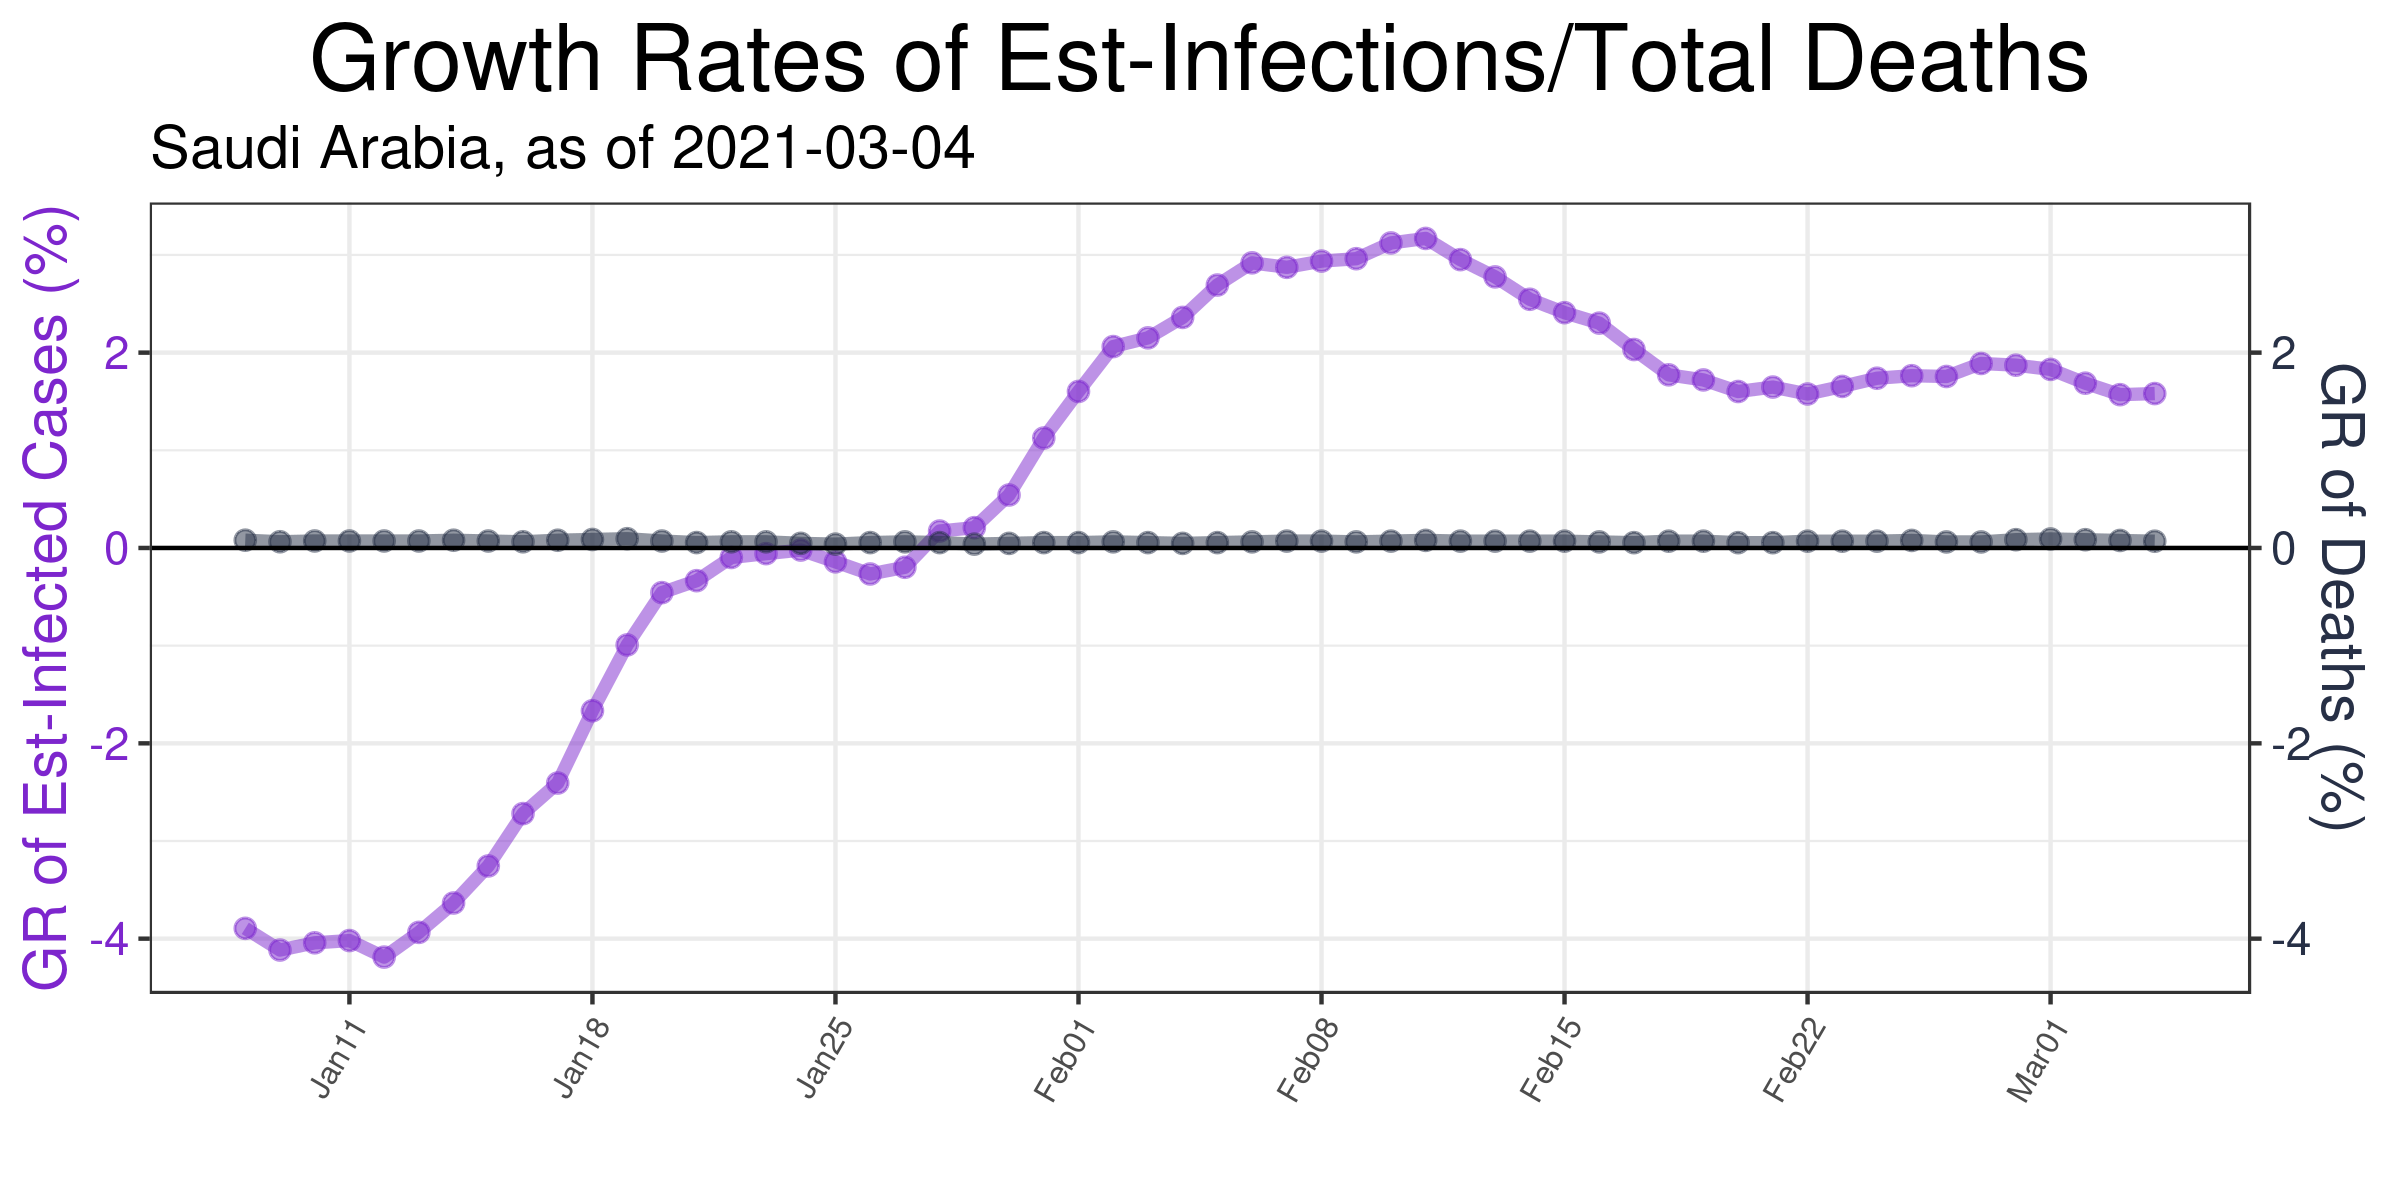 Growth Rates of Est-Infections/Total Deaths
Saudi Arabia, as of 2021-03-04
GR of Est-Infected Cases (%)
2
0
-2
-4
2
0
-2
-4
GR of Deaths (%)
Jan11
Jan18
Jan25
Feb01
Feb08
Feb15
Feb22
Mar01